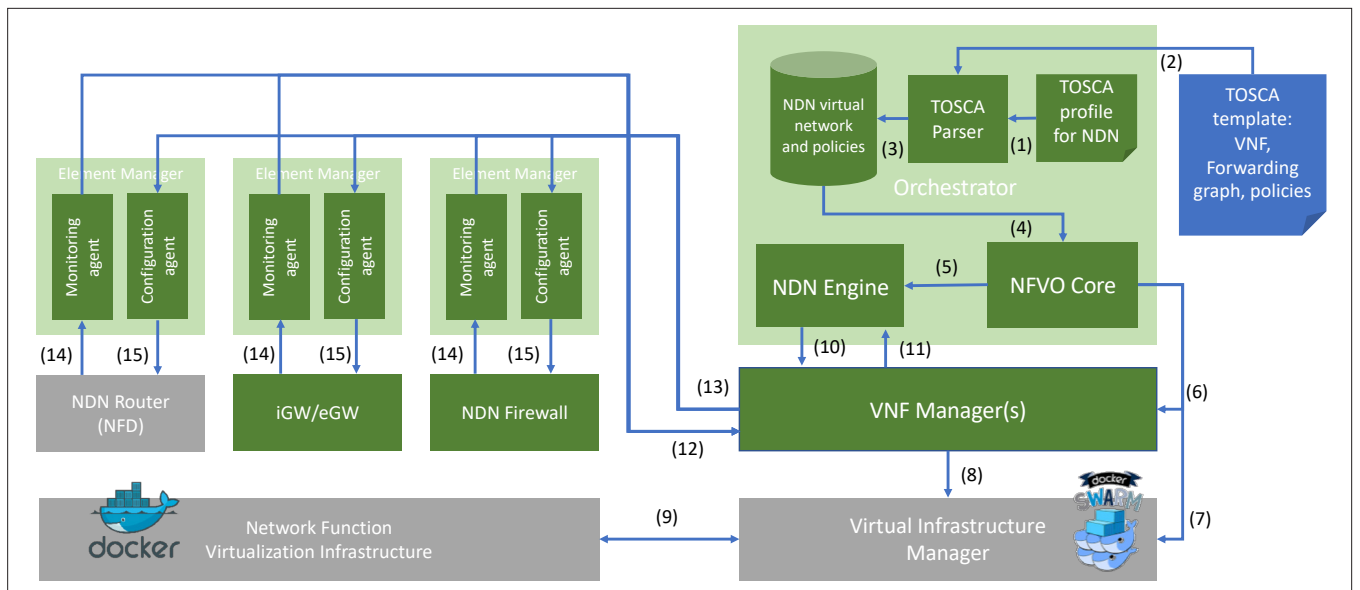 (2)
NDN virtual
network
and policies
TOSCA
Parser
TOSCA
profile
for NDN
TOSCA
template:
VNF,
Forwarding
graph, policies
(3)
(1)
Orchestrator
Element Manager
Element Manager
Element Manager
Monitoring
agent
Configuration
agent
Monitoring
agent
Configuration
agent
Monitoring
agent
Configuration
agent
(4)
NDN Engine
(5)
NFVO Core
(14)
(15)
(14)
(15)
(14)
(15)
(10)
(11)
NDN Router
(NFD)
iGW/eGW
NDN Firewall
(13)
VNF Manager(s)
(6)
(12)
(8)
docker
Network Function
Virtualization Infrastructure
(9)
Virtual Infrastructure
Manager
docker
SWARM
(7)